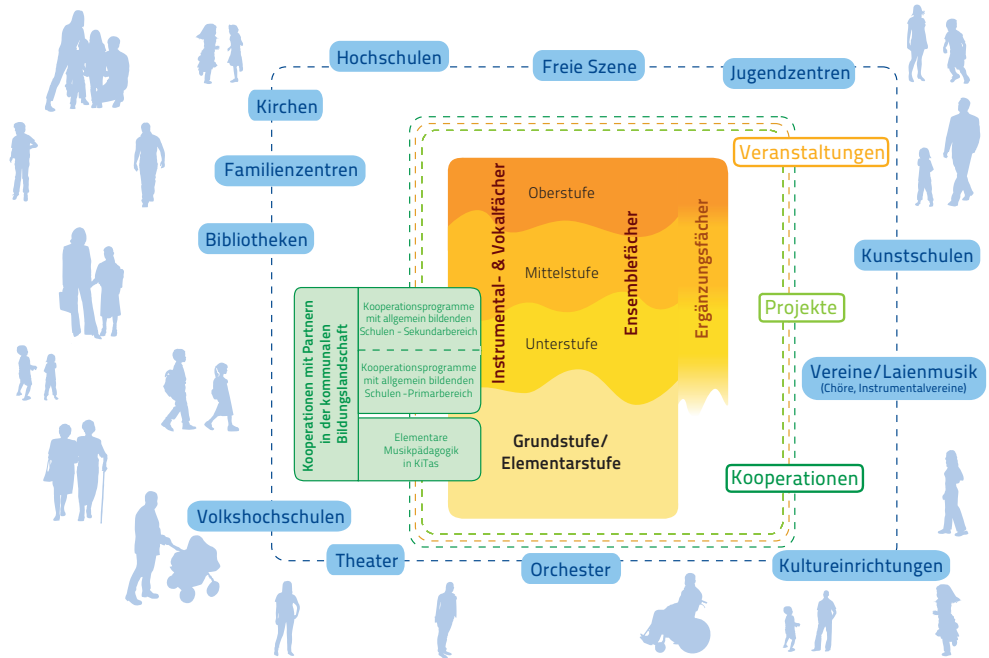 Hochschulen
Freie Szene
Jugendzentren
Kirchen
Veranstaltungen
Familienzentren
Bibliotheken
Kunstschulen
Instrumental- & Vokalfächer
Oberstufe
Mittelstufe
Unterstufe
Ensemblefächer
Ergänzungsfächer
Projekte
Kooperationen mit Partnern
in der kommunalen
Bildungslandschaft
Kooperationsprogramme
mit allgemein bildenden
Schulen - Sekundarbereich
Kooperationsprogramme
mit allgemein bildenden
Schulen -Primarbereich
Elementare
Musikpädagogik
in KiTas
Vereine/Laienmusik
(Chöre, Instrumentalvereine)
Grundstufe/
Elementarstufe
Kooperationen
Volkshochschulen
Theater
Orchester
Kultureinrichtungen